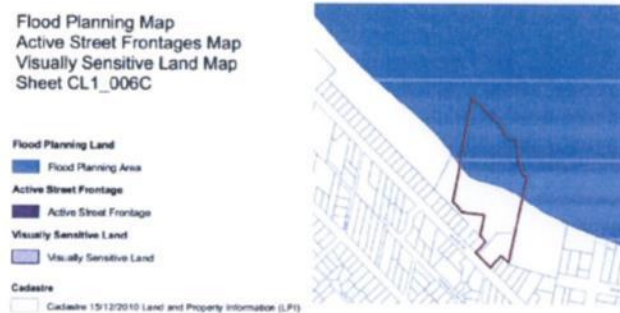 Flood Planning Map
Active Street Frontages Map
Visually Sensitive Land Map
Sheet CL1_006C
Flood Planning Land
Flood Planning Area
Active Street Frontage
Active Street Frontage
Visually Sensitive Land
Visually Sensitive Land
Cadastre
Cadastre 15/12/2010 Land and Property Information (LPI)